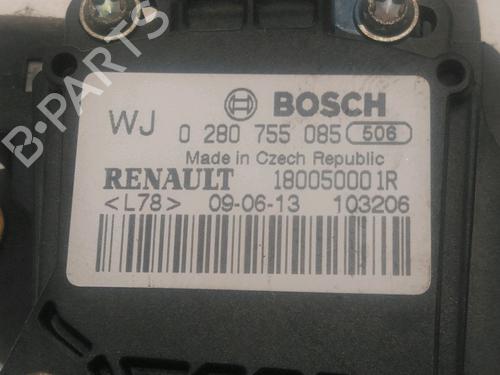 BOSCH
WJ 0 280 755 085 506
Made in Czech Republic
RENAULT 180050001R
<L78> 09-06-13 103206
B-PARTS